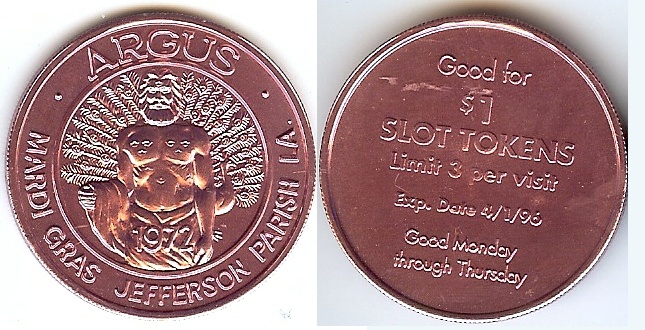 ARGUS
MARDI GRAS JEFFERSON PARISH LA.
1972
Good for
$1
SLOT TOKENS
Limit 3 per visit
Exp. Date 4/1/96
Good Monday
through Thursday